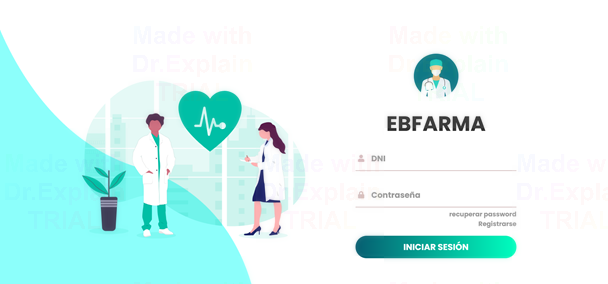 Made with
Dr.Explain
TRIAL
Made with
Dr.Explain
TRIAL
EBFARMA
DNI
Made with
Dr.Explain
TRIAL
Made with
Dr.Explain
TRIAL
Made with
Dr.Explain
TRIAL
Contraseña
recuperar password
Registrarse
INICIAR SESIÓN